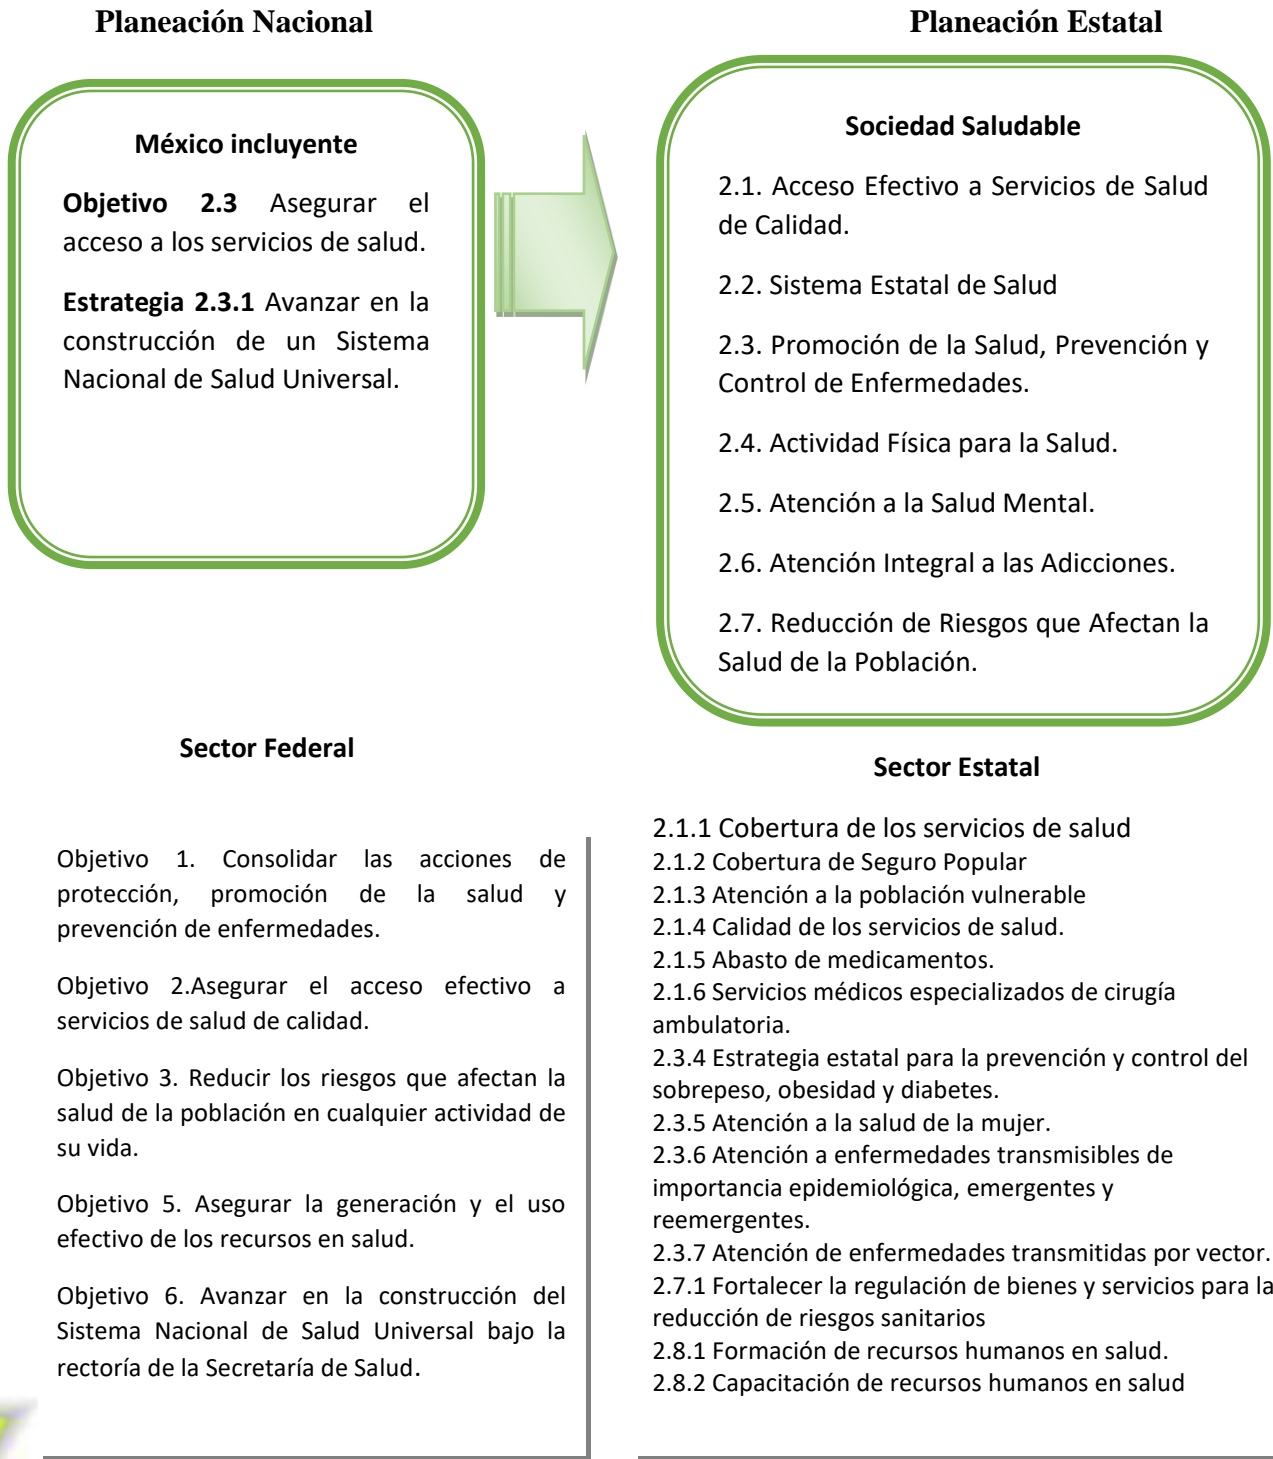 Planeación Nacional
México incluyente
Objetivo 2.3 Asegurar el
acceso a los servicios de salud.
Estrategia 2.3.1 Avanzar en la
construcción de un Sistema
Nacional de Salud Universal.
Planeación Estatal
Sociedad Saludable
2.1. Acceso Efectivo a Servicios de Salud
de Calidad.
2.2. Sistema Estatal de Salud
2.3. Promoción de la Salud, Prevención y
Control de Enfermedades.
2.4. Actividad Física para la Salud.
2.5. Atención a la Salud Mental.
2.6. Atención Integral a las Adicciones.
2.7. Reducción de Riesgos que Afectan la
Salud de la Población.
Sector Federal
Objetivo 1. Consolidar las acciones de
protección, promoción de la salud y
prevención de enfermedades.
Objetivo 2.Asegurar el acceso efectivo a
servicios de salud de calidad.
Objetivo 3. Reducir los riesgos que afectan la
salud de la población en cualquier actividad de
su vida.
Objetivo 5. Asegurar la generación y el uso
efectivo de los recursos en salud.
Objetivo 6. Avanzar en la construcción del
Sistema Nacional de Salud Universal bajo la
rectoría de la Secretaría de Salud.
Sector Estatal
2.1.1 Cobertura de los servicios de salud
2.1.2 Cobertura de Seguro Popular
2.1.3 Atención a la población vulnerable
2.1.4 Calidad de los servicios de salud.
2.1.5 Abasto de medicamentos.
2.1.6 Servicios médicos especializados de cirugía
ambulatoria.
2.3.4 Estrategia estatal para la prevención y control del
sobrepeso, obesidad y diabetes.
2.3.5 Atención a la salud de la mujer.
2.3.6 Atención a enfermedades transmisibles de
importancia epidemiológica, emergentes y
reemergentes.
2.3.7 Atención de enfermedades transmitidas por vector.
2.7.1 Fortalecer la regulación de bienes y servicios para la
reducción de riesgos sanitarios
2.8.1 Formación de recursos humanos en salud.
2.8.2 Capacitación de recursos humanos en salud